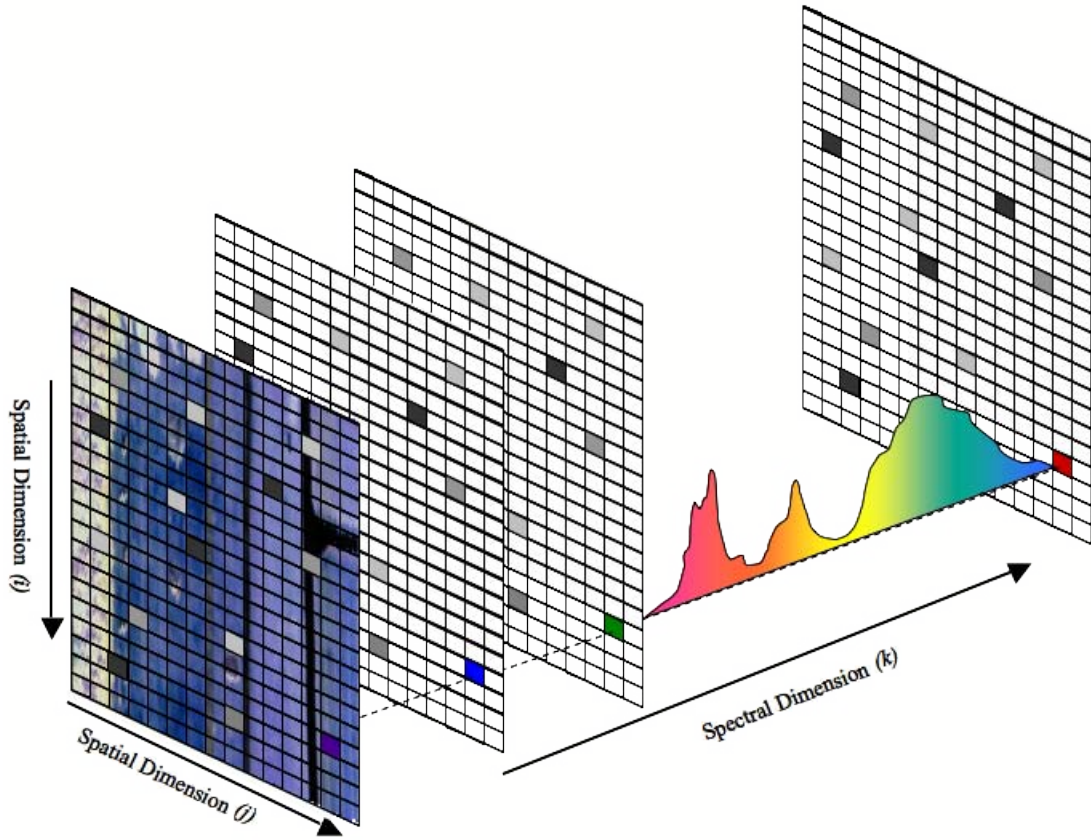 Spatial Dimension (i)
Spatial Dimension (j)
Spectral Dimension (k)